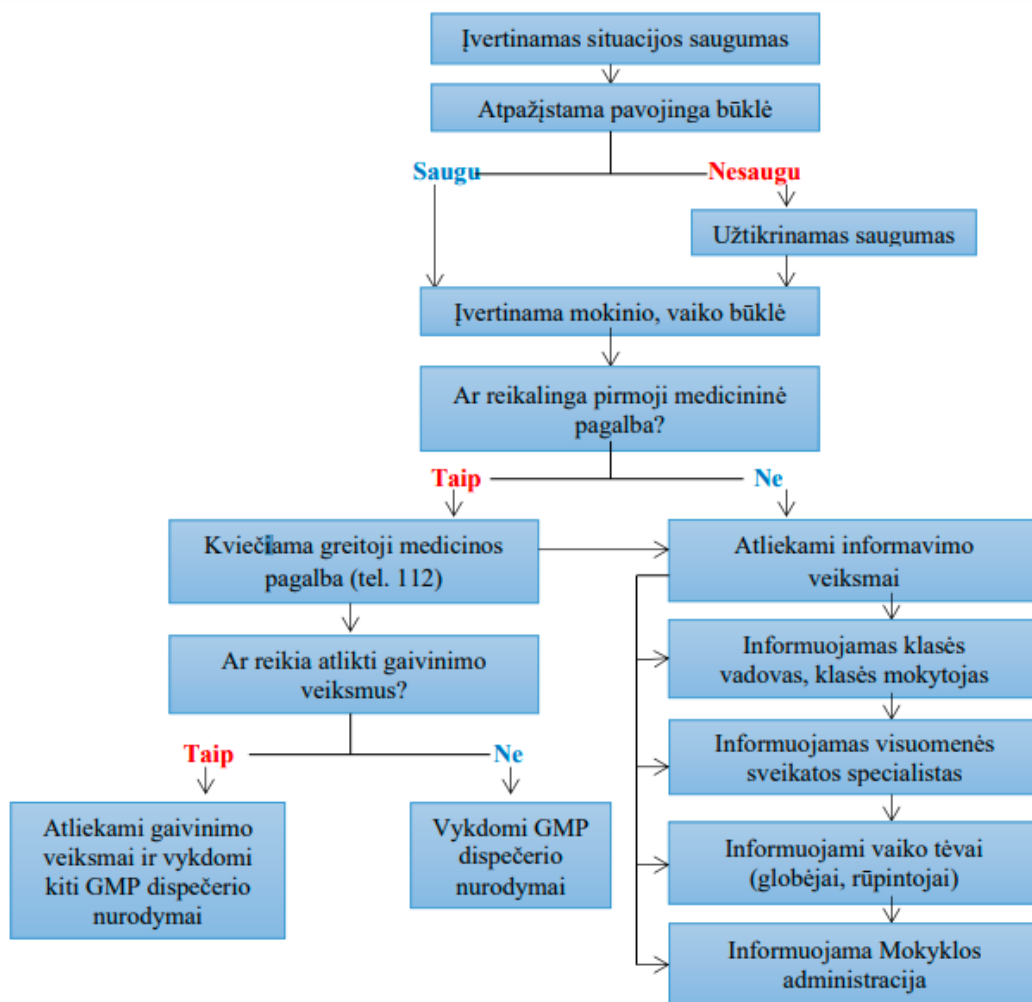 Įvertinamas situacijos saugumas
Atpažįstama pavojinga būklė
Saugu
Nesaugu
Užtikrinamas saugumas
Įvertinama mokinio, vaiko būklė
Ar reikalinga pirmoji medicininė
pagalba?
Taip
Ne
Kviečiama greitoji medicinos
pagalba (tel. 112)
Atliekami informavimo
veiksmai
Ar reikia atlikti gaivinimo
veiksmus?
Informuojamas klasės
vadovas, klasės mokytojas
Taip
Ne
Informuojamas visuomenės
sveikatos specialistas
Atliekami gaivinimo
veiksmai ir vykdomi
kiti GMP dispečerio
nurodymai
Vykdomi GMP
dispečerio
nurodymai
Informuojami vaiko tėvai
(globėjai, rūpintojai)
Informuojama Mokyklos
administracija